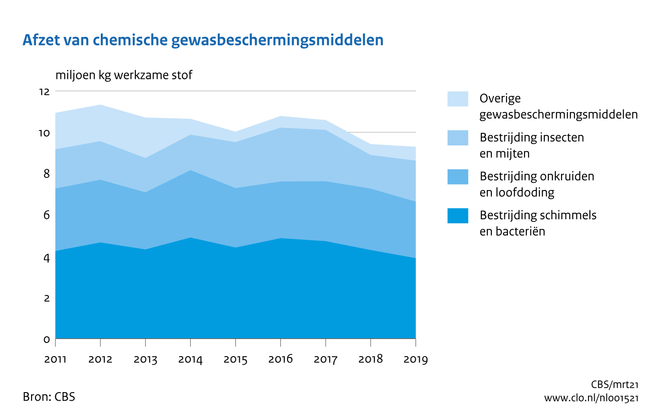 Afzet van chemische gewasbeschermingsmiddelen
miljoen kg werkzame stof
12
10
8
6
4
2
0
2011 2012 2013 2014 2015 2016 2017 2018 2019
Overige
gewasbeschermingsmiddelen
Bestrijding insecten
en mijten
Bestrijding onkruiden
en loofdoding
Bestrijding schimmels
en bacteriën
Bron: CBS
CBS/mrt21
www.clo.nl/nl001521